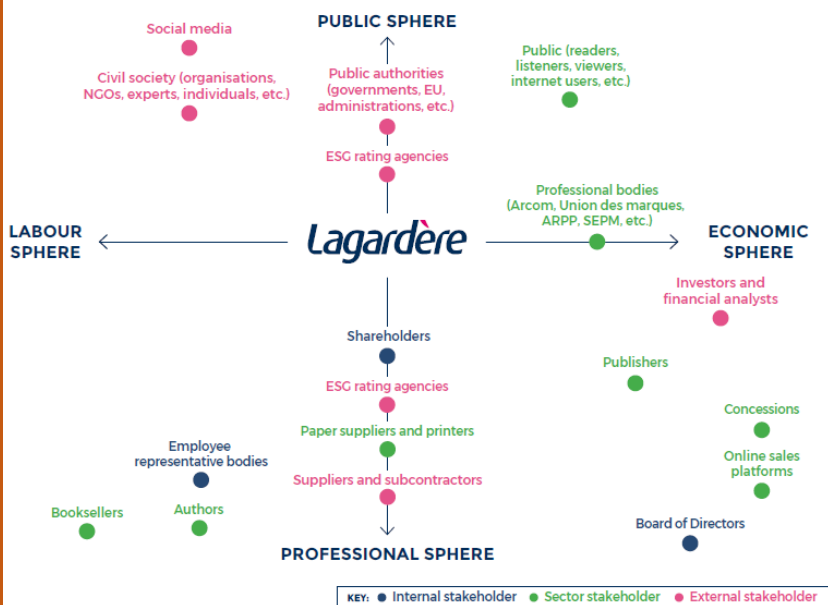 PUBLIC SPHERE
Social media
Civil society (organisations,
NGOs, experts, individuals, etc.)
Public authorities
(governments, EU,
administrations, etc.)
Public (readers,
listeners, viewers,
internet users, etc.)
ESG rating agencies
Professional bodies
(Arcom, Union des marques,
ARPP, SEPM, etc.)
LABOUR
SPHERE
Lagardère
ECONOMIC
SPHERE
Investors and
financial analysts
Shareholders
Publishers
ESG rating agencies
Concessions
Paper suppliers and printers
Employee
representative bodies
Online sales
platforms
Suppliers and subcontractors
Booksellers
Authors
Board of Directors
PROFESSIONAL SPHERE
KEY: Internal stakeholder Sector stakeholder External stakeholder